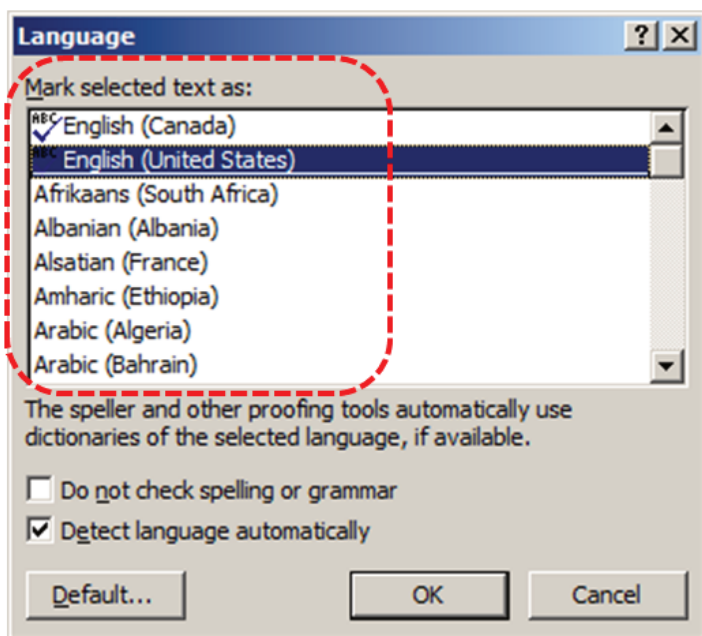 Language
Mark selected text as:
ABC English (Canada)
ABC English (United States)
Afrikaans (South Africa)
Albanian (Albania)
Alsatian (France)
Amharic (Ethiopia)
Arabic (Algeria)
Arabic (Bahrain)
The speller and other proofing tools automatically use
dictionaries of the selected language, if available.
Do not check spelling or grammar
Detect language automatically
Default... OK Cancel